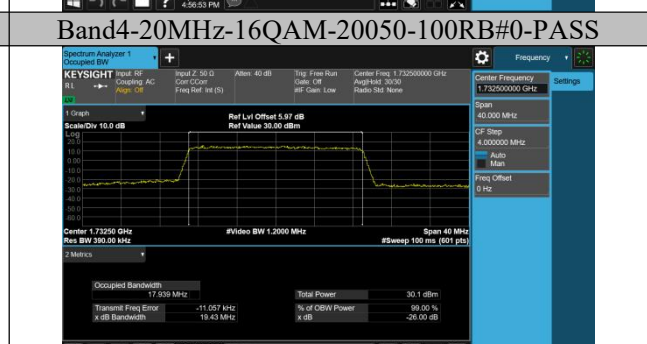 4:56:53 PM
Band4-20MHz-16QAM-20050-100RB#0-PASS
Spectrum Analyzer 1
Occupied BW
Frequency
KEYSIGHT Input: RF
Coupling: AC
Align: Off
Input Z: 50 Ω
Corr CCorr
Freq Ref: Int (S)
Atten: 40 dB
Trig: Free Run
Gate: Off
#IF Gain: Low
Center Freq: 1.732500000 GHz
Avg|Hold: 30/30
Radio Std: None
Center Frequency
1.732500000 GHz
Settings
Span
40.000 MHz
CF Step
4.000000 MHz
Auto
Man
Freq Offset
0 Hz
1 Graph
Scale/Div 10.0 dB
Ref Lvl Offset 5.97 dB
Ref Value 30.00 dBm
Log
20.0
10.0
0.00
-10.0
-20.0
-30.0
-40.0
-50.0
-60.0
Center 1.73250 GHz
#Video BW 1.2000 MHz
Span 40 MHz
Res BW 390.00 kHz
#Sweep 100 ms (601 pts)
2 Metrics
Occupied Bandwidth
17.939 MHz
Total Power 30.1 dBm
Transmit Freq Error -11.057 kHz
% of OBW Power 99.00 %
x dB Bandwidth 19.43 MHz
x dB -26.00 dB